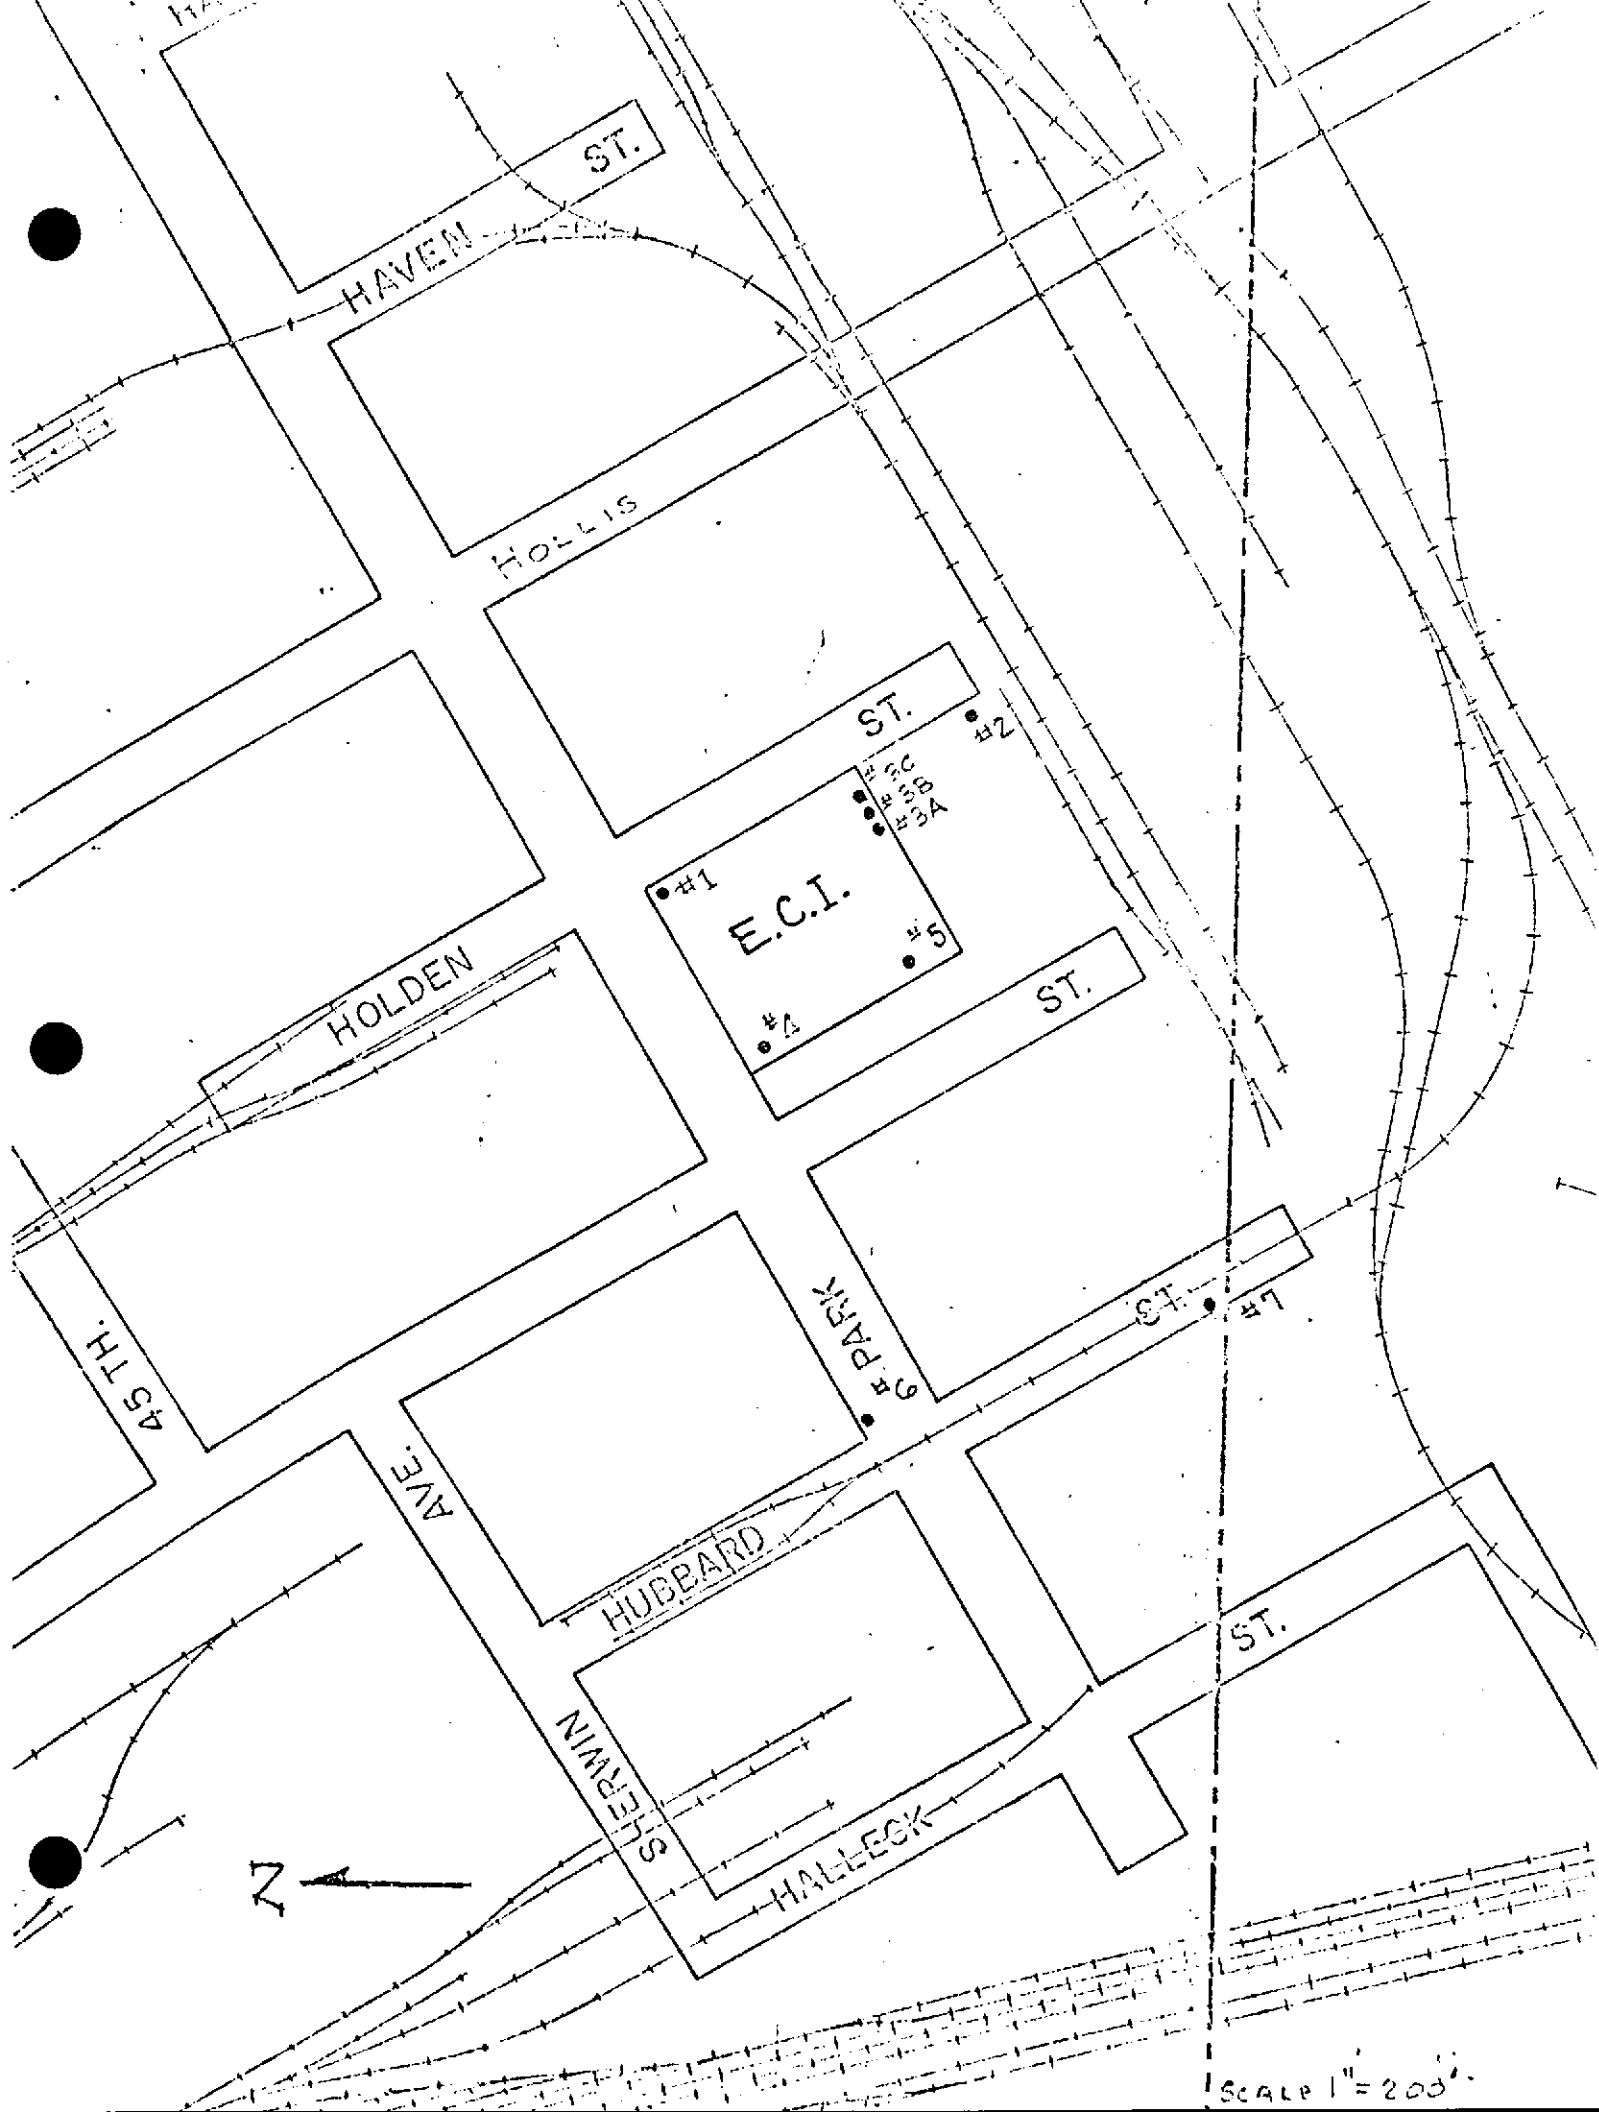 HA
HAVEN ST.
HOLLIS
ST.
#2
#3C
#3B
#3A
#1
E.C.I.
#5
#4
HOLDEN
ST.
PARK
#6
ST.
#7
45 TH.
AVE.
HUBBARD
ST.
SHERWIN
HALLECK
N
SCALE 1"=200'.